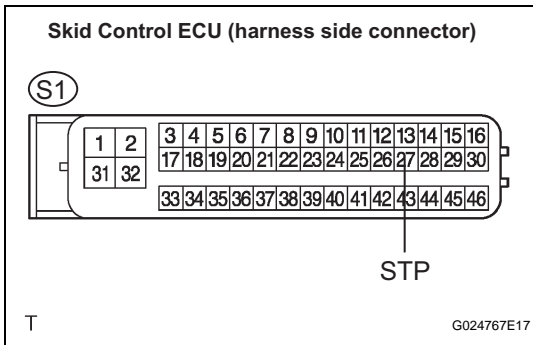 Skid Control ECU (harness side connector)
S1
1 2 3 4 5 6 7 8 9 10 11 12 13 14 15 16
17 18 19 20 21 22 23 24 25 26 27 28 29 30
31 32
33 34 35 36 37 38 39 40 41 42 43 44 45 46
STP
T G024767E17